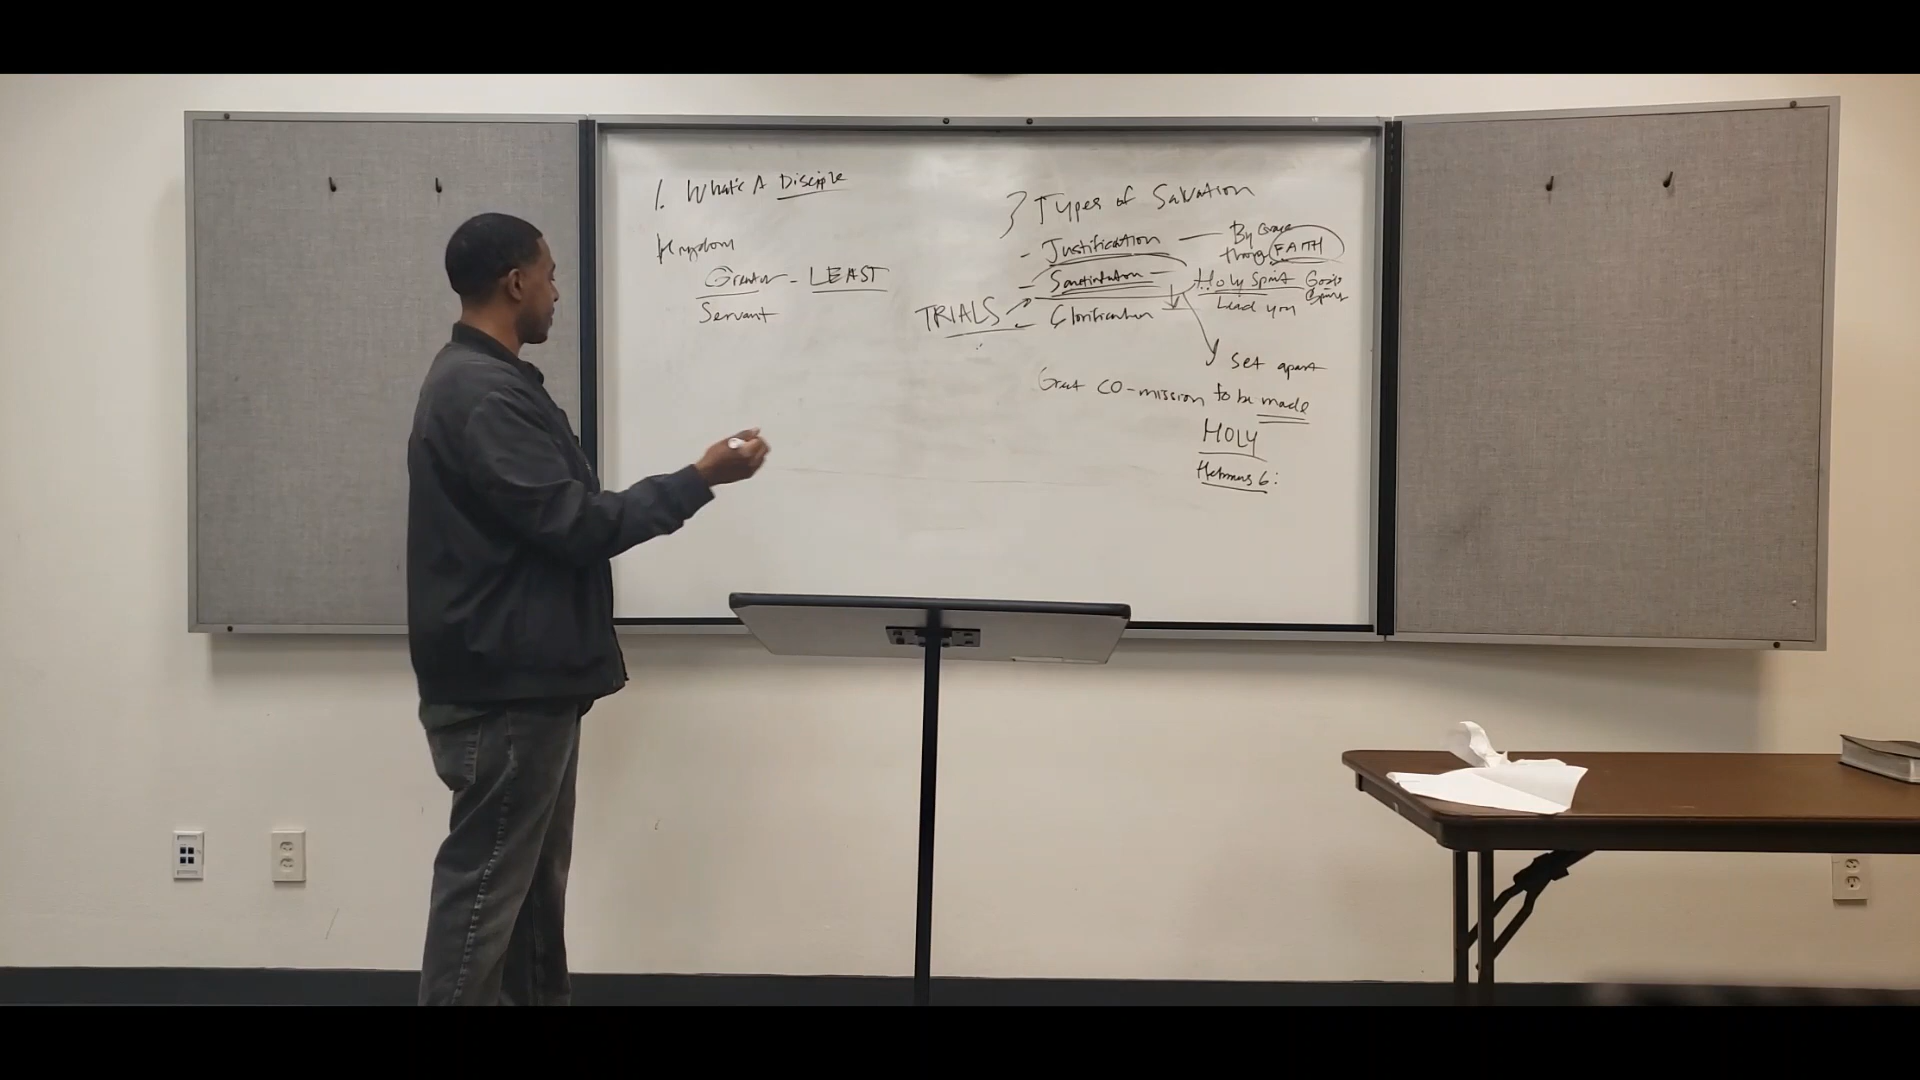 1. What's A Disciple
Kingdom
Greater - LEAST
Servant
3 Types of Salvation
- Justification — By Grace
through FAITH
- Sanctification — Holy Spirit God's
Lead you
TRIALS
- Glorification
Set apart
Great CO-mission to be made
HOLY
Hebrews 6: